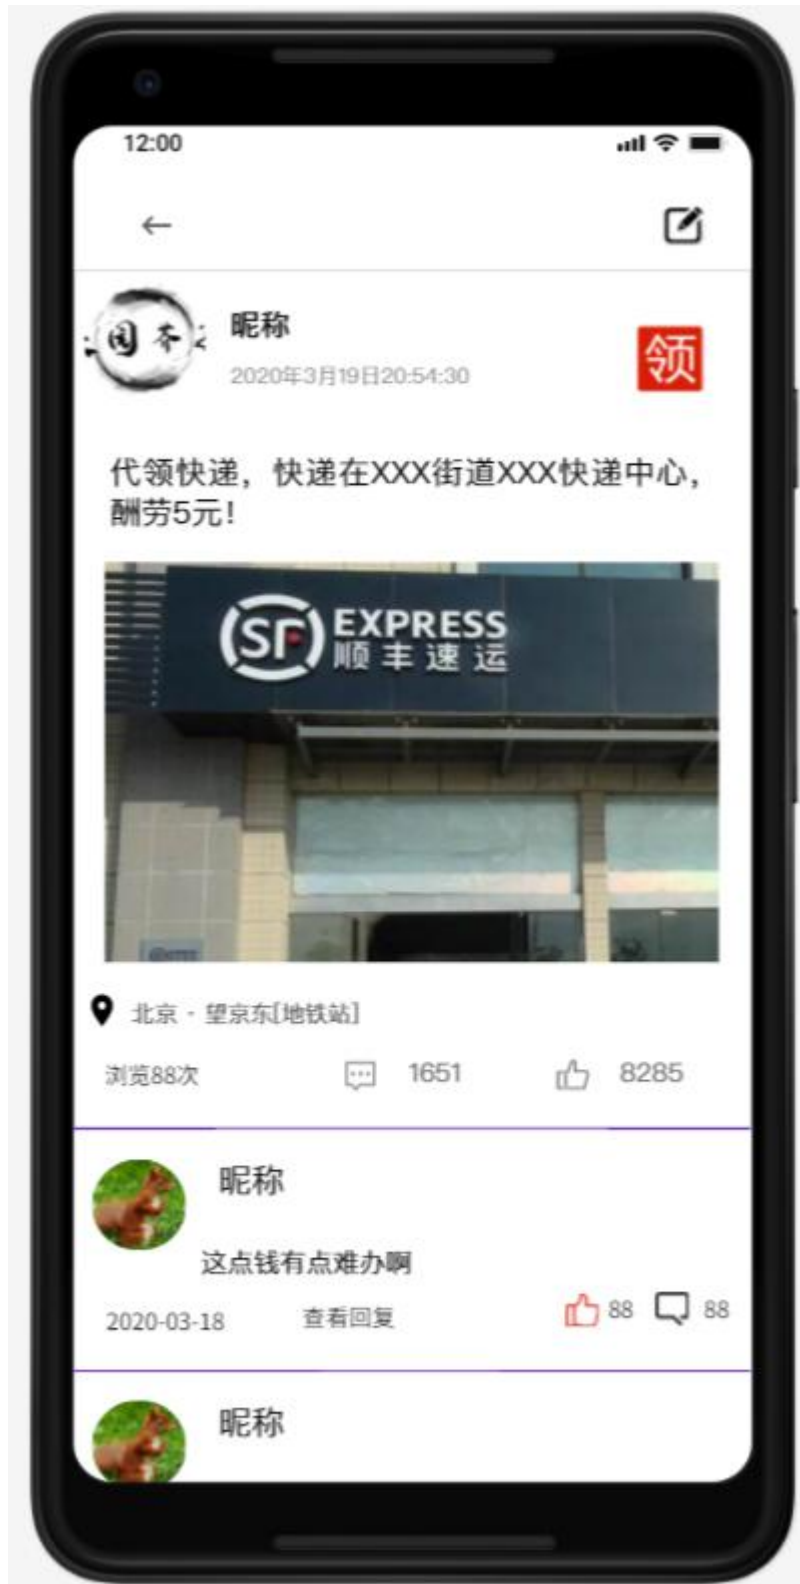 12:00
昵称
2020年3月19日20:54:30
领
代领快递，快递在XXX街道XXX快递中心，
酬劳5元！
SF EXPRESS
顺丰速运
北京 - 望京东[地铁站]
浏览88次 1651 8285
昵称
这点钱有点难办啊
2020-03-18 查看回复 88 88
昵称